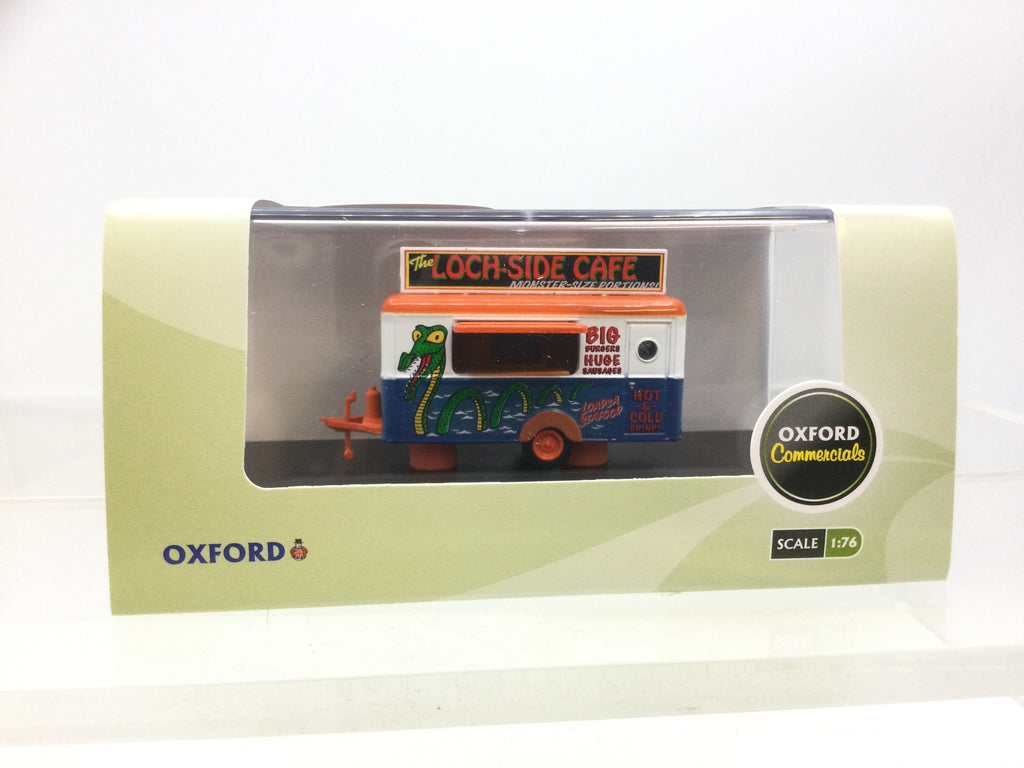 The LOCH-SIDE CAFE
MONSTER-SIZE PORTIONS!
BIG
BURGERS
HUGE
SAUSAGES
LOADSA
SEAFOOD
HOT
-&-
COLD
DRINKS
OXFORD
Commercials
OXFORD
SCALE 1:76